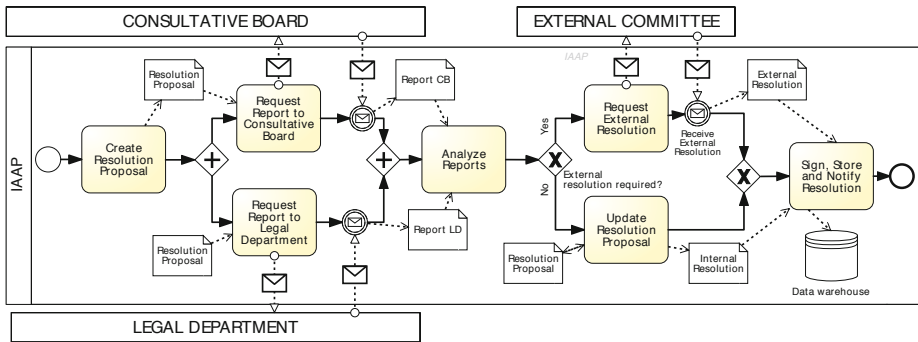 CONSULTATIVE BOARD
EXTERNAL COMMITTEE
IAAP
IAAP
Resolution
Proposal
Request
Report to
Consultative
Board
Report CB
Request
External
Resolution
External
Resolution
Yes
Receive
External
Resolution
Create
Resolution
Proposal
Analyze
Reports
X
External
resolution required?
X
Sign, Store
and Notify
Resolution
No
Request
Report to
Legal
Department
Resolution
Proposal
Report LD
Update
Resolution
Proposal
Resolution
Proposal
Internal
Resolution
Data warehouse
LEGAL DEPARTMENT